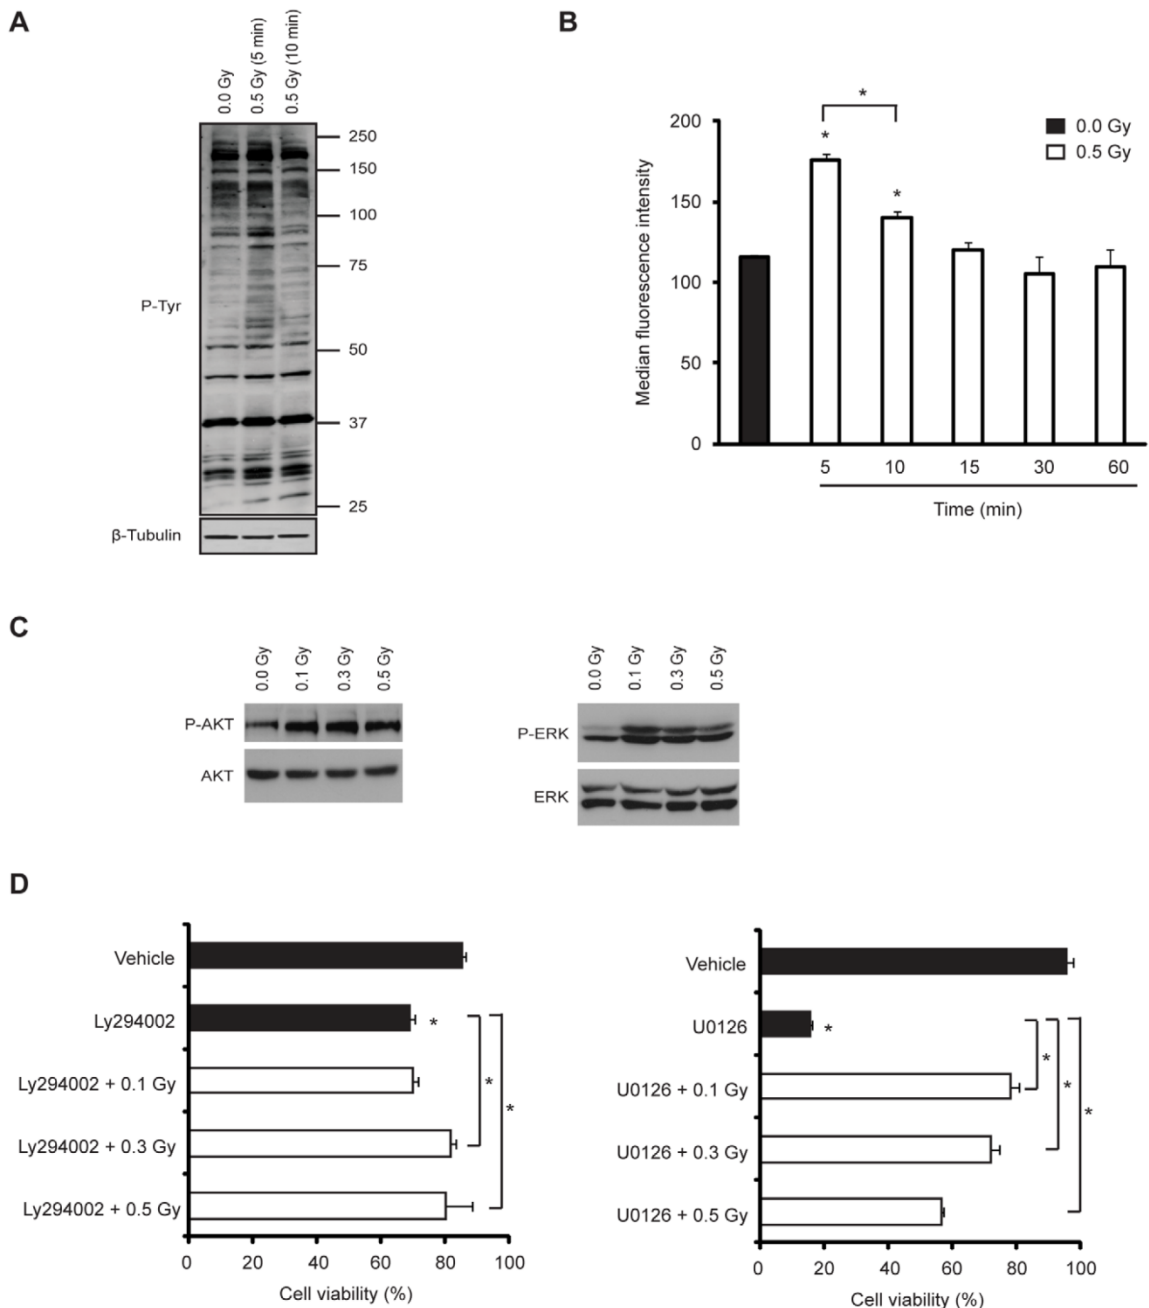 A
0.0 Gy
0.5 Gy (5 min)
0.5 Gy (10 min)
250
150
100
75
P-Tyr
50
37
25
β-Tubulin
B
*
0.0 Gy
0.5 Gy
200
*
*
150
100
50
0
Median fluorescence intensity
5 10 15 30 60
Time (min)
C
0.0 Gy
0.1 Gy
0.3 Gy
0.5 Gy
P-AKT
AKT
0.0 Gy
0.1 Gy
0.3 Gy
0.5 Gy
P-ERK
ERK
D
Vehicle
Ly294002
*
Ly294002 + 0.1 Gy
*
*
Ly294002 + 0.3 Gy
Ly294002 + 0.5 Gy
0 20 40 60 80 100
Cell viability (%)
Vehicle
U0126
*
*
U0126 + 0.1 Gy
*
*
U0126 + 0.3 Gy
U0126 + 0.5 Gy
0 20 40 60 80 100
Cell viability (%)